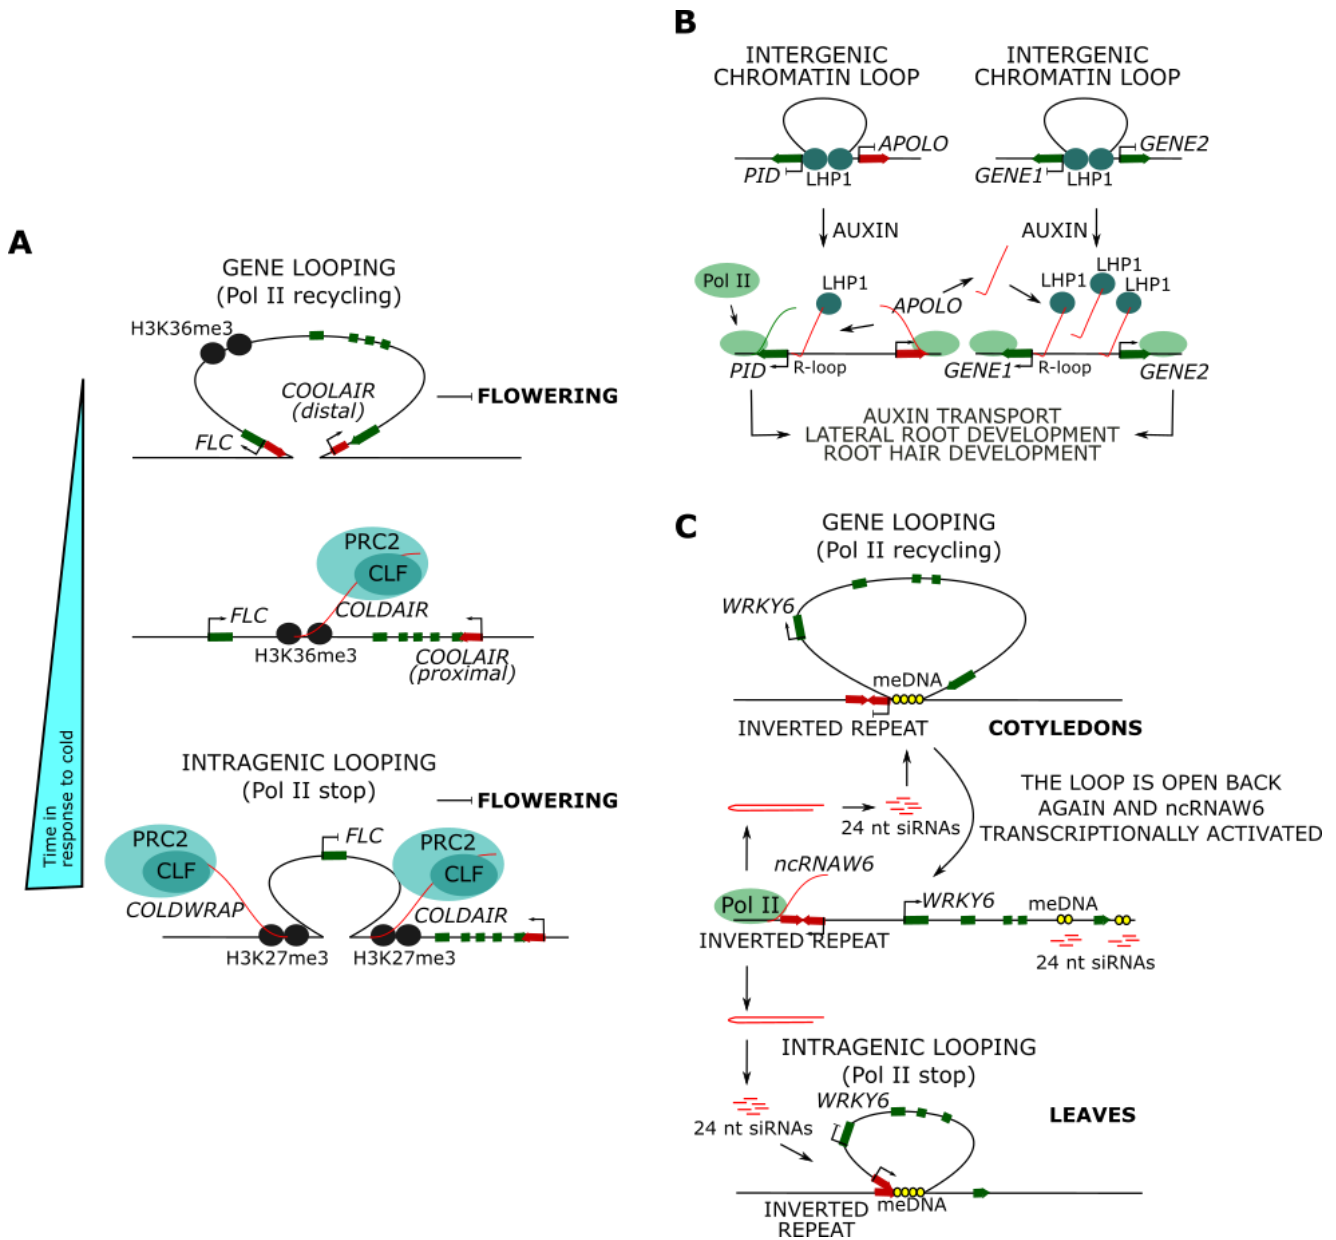 A
GENE LOOPING
(Pol II recycling)
H3K36me3
COOLAIR
(distal)
FLOWERING
FLC
PRC2
CLF
COLDAIR
FLC
H3K36me3
COOLAIR
(proximal)
INTRAGENIC LOOPING
(Pol II stop)
FLOWERING
FLC
PRC2
CLF
PRC2
CLF
COLDWRAP
COLDAIR
H3K27me3
H3K27me3
Time in
response to cold
B
INTERGENIC
CHROMATIN LOOP
INTERGENIC
CHROMATIN LOOP
APOLO
GENE2
PID
LHP1
GENE1
LHP1
AUXIN
AUXIN
Pol II
LHP1
APOLO
LHP1
LHP1
LHP1
PID
R-loop
GENE1
R-loop
GENE2
AUXIN TRANSPORT
LATERAL ROOT DEVELOPMENT
ROOT HAIR DEVELOPMENT
C
GENE LOOPING
(Pol II recycling)
WRKY6
meDNA
INVERTED REPEAT
COTYLEDONS
THE LOOP IS OPEN BACK
AGAIN AND ncRNAW6
TRANSCRIPTIONALLY ACTIVATED
24 nt siRNAs
ncRNAW6
Pol II
WRKY6
meDNA
INVERTED REPEAT
24 nt siRNAs
INTRAGENIC LOOPING
(Pol II stop)
WRKY6
LEAVES
24 nt siRNAs
meDNA
INVERTED
REPEAT